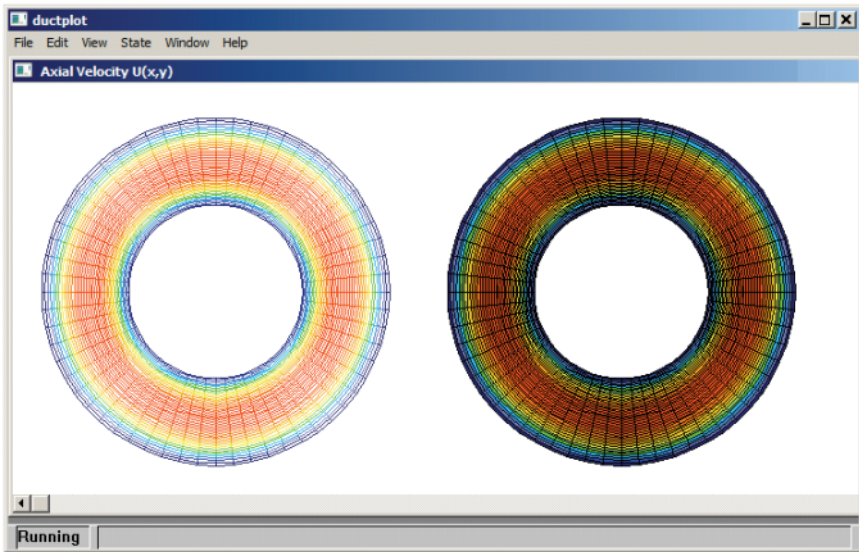 ductplot
File Edit View State Window Help
Axial Velocity U(x,y)
Running